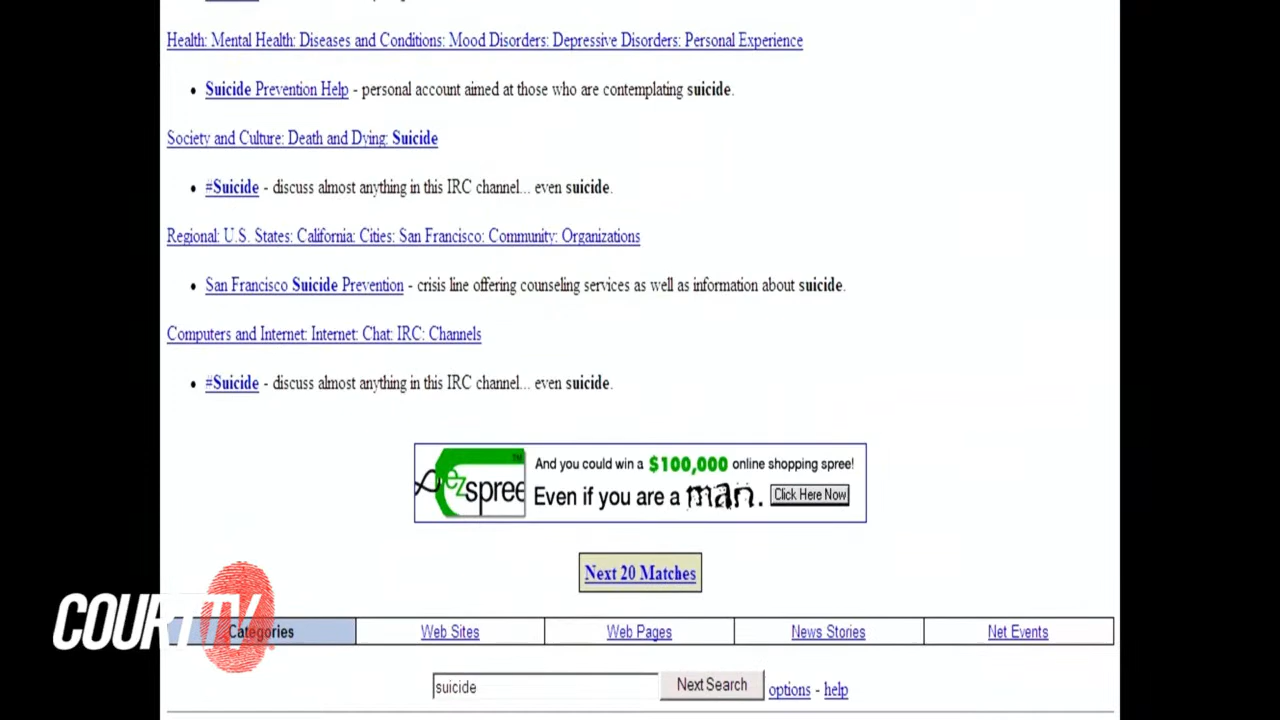 Health: Mental Health: Diseases and Conditions: Mood Disorders: Depressive Disorders: Personal Experience
• Suicide Prevention Help - personal account aimed at those who are contemplating suicide.
Society and Culture: Death and Dying: Suicide
• #Suicide - discuss almost anything in this IRC channel... even suicide.
Regional: U.S. States: California: Cities: San Francisco: Community: Organizations
• San Francisco Suicide Prevention - crisis line offering counseling services as well as information about suicide.
Computers and Internet: Internet: Chat: IRC: Channels
• #Suicide - discuss almost anything in this IRC channel... even suicide.
ezspree TM
And you could win a $100,000 online shopping spree!
Even if you are a man. Click Here Now
Next 20 Matches
COURT TV
Categories Web Sites Web Pages News Stories Net Events
suicide Next Search options - help